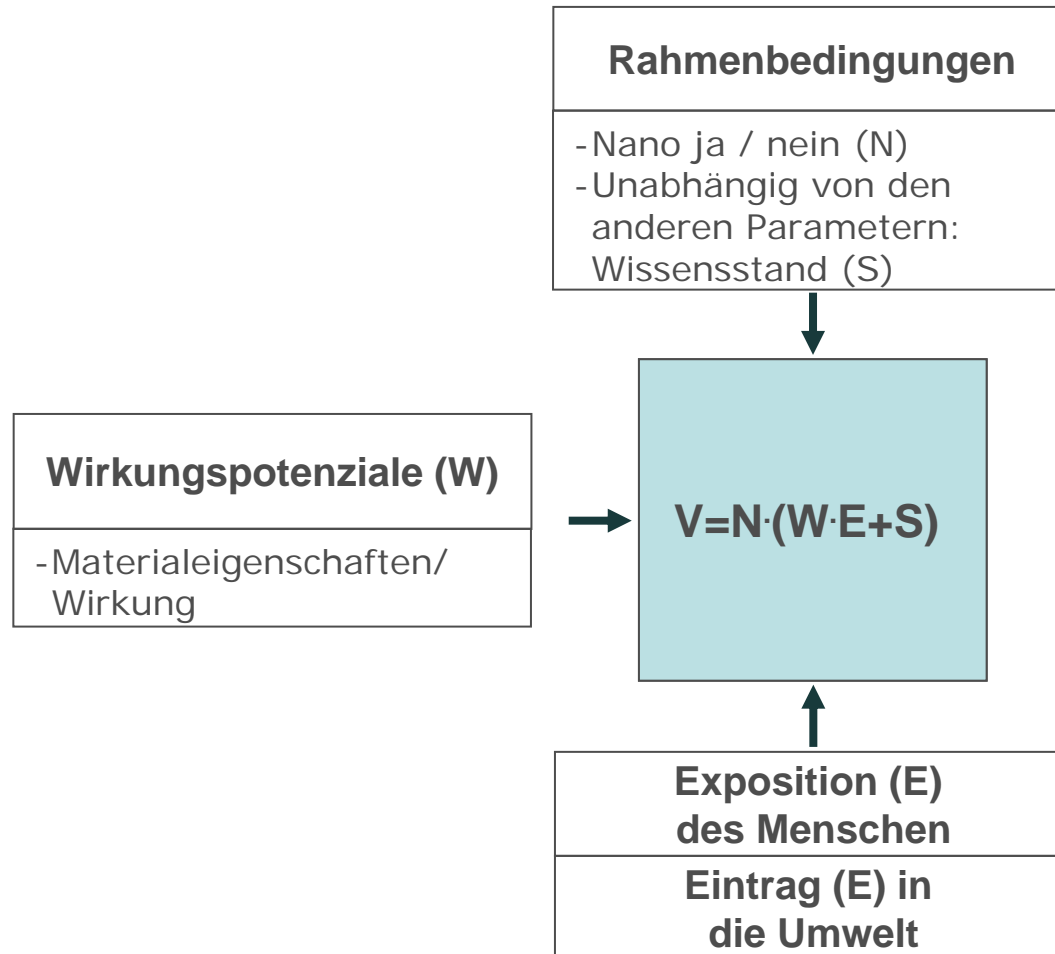 Rahmenbedingungen
-Nano ja / nein (N)
-Unabhängig von den
anderen Parametern:
Wissensstand (S)
Wirkungspotenziale (W)
-Materialeigenschaften/
Wirkung
V=N·(W·E+S)
Exposition (E)
des Menschen
Eintrag (E) in
die Umwelt